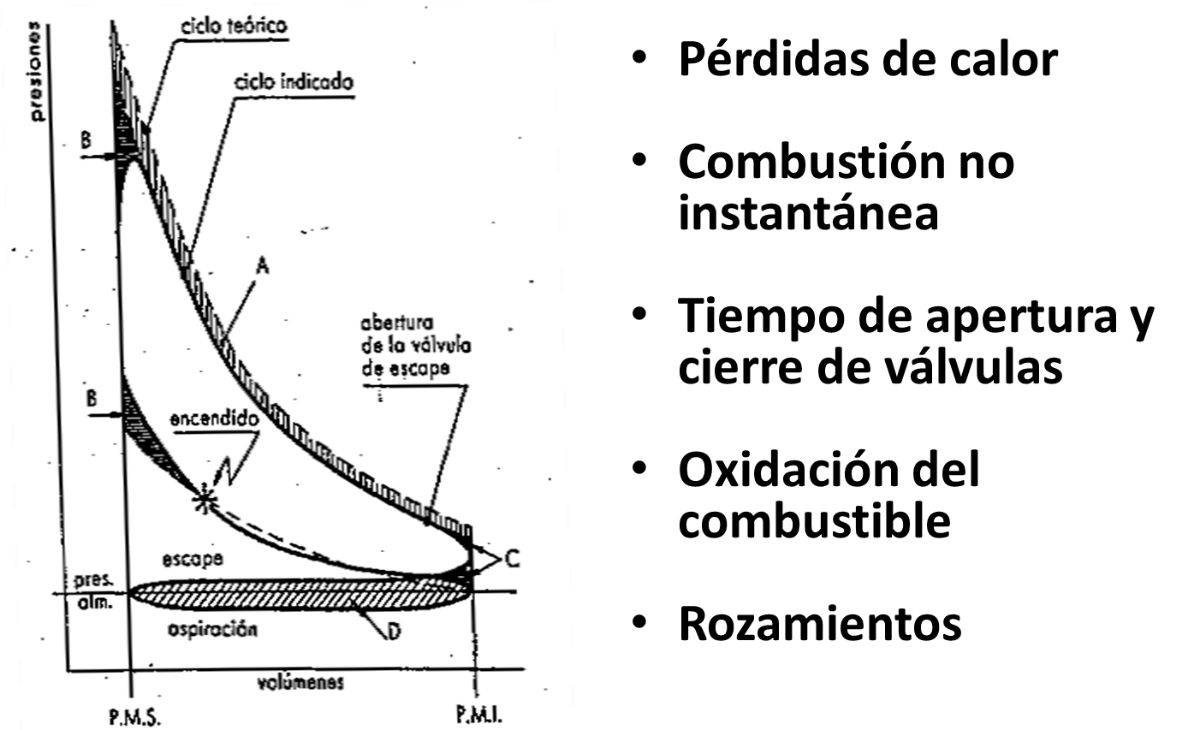 presiones
ciclo teórico
ciclo indicado
B
A
abertura
de la válvula
de escape
B
encendido
escape
C
pres.
alm.
aspiración
D
volúmenes
P.M.S.
P.M.I.
• Pérdidas de calor
• Combustión no
instantánea
• Tiempo de apertura y
cierre de válvulas
• Oxidación del
combustible
• Rozamientos